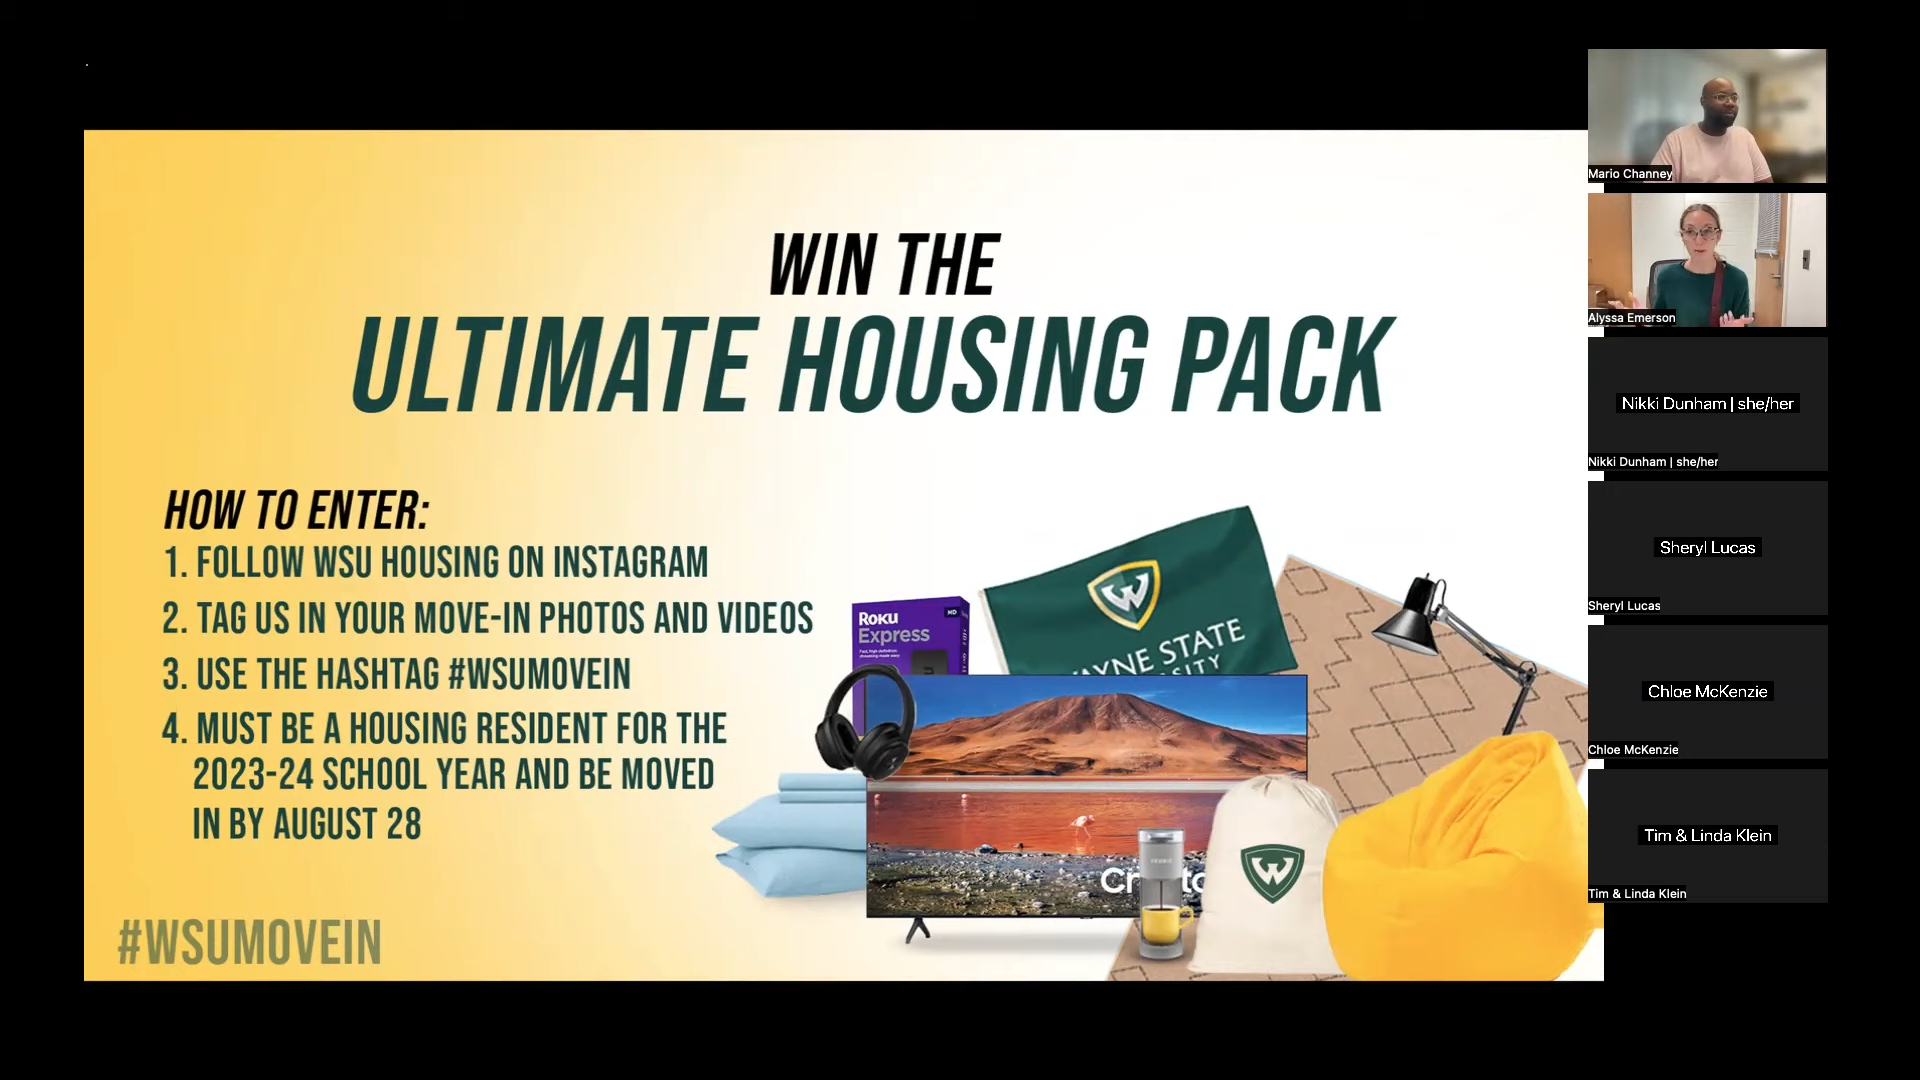 WIN THE
ULTIMATE HOUSING PACK
HOW TO ENTER:
1. FOLLOW WSU HOUSING ON INSTAGRAM
2. TAG US IN YOUR MOVE-IN PHOTOS AND VIDEOS
3. USE THE HASHTAG #WSUMOVEIN
4. MUST BE A HOUSING RESIDENT FOR THE
2023-24 SCHOOL YEAR AND BE MOVED
IN BY AUGUST 28
#WSUMOVEIN
Roku
Express
HD
W
STATE
W
Mario Channey
Alyssa Emerson
Nikki Dunham | she/her
Nikki Dunham | she/her
Sheryl Lucas
Sheryl Lucas
Chloe McKenzie
Chloe McKenzie
Tim & Linda Klein
Tim & Linda Klein